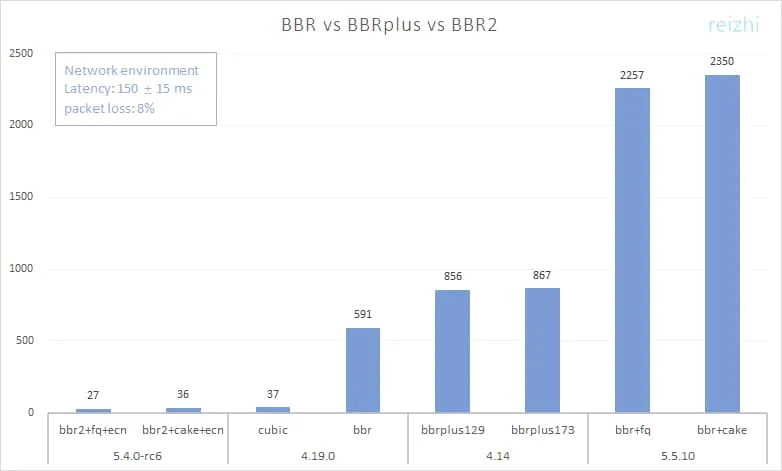 BBR vs BBRplus vs BBR2
reizhi
Network environment
Latency: 150 ± 15 ms
packet loss: 8%
2500
2000
1500
1000
500
0
27
36
37
591
856
867
2257
2350
bbr2+fq+ecn
bbr2+cake+ecn
cubic
bbr
bbrplus129
bbrplus173
bbr+fq
bbr+cake
5.4.0-rc6
4.19.0
4.14
5.5.10